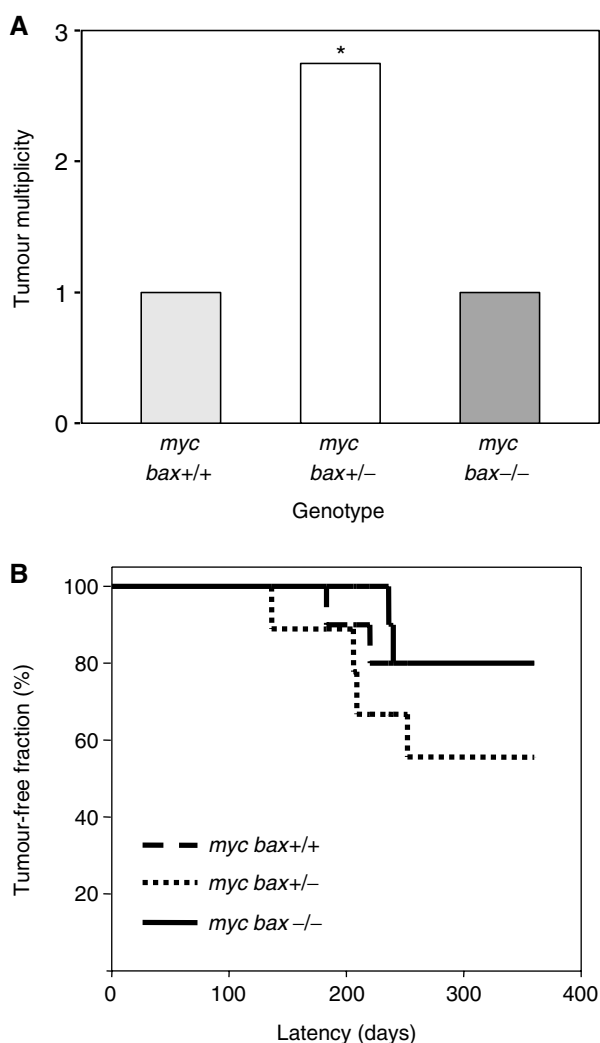 A
3
2
1
0
Tumour multiplicity
*
myc myc myc
bax+/+ bax+/– bax–/–
Genotype
B
100
80
60
40
20
Tumour-free fraction (%)
myc bax+/+
myc bax+/–
myc bax –/–
0 100 200 300 400
Latency (days)